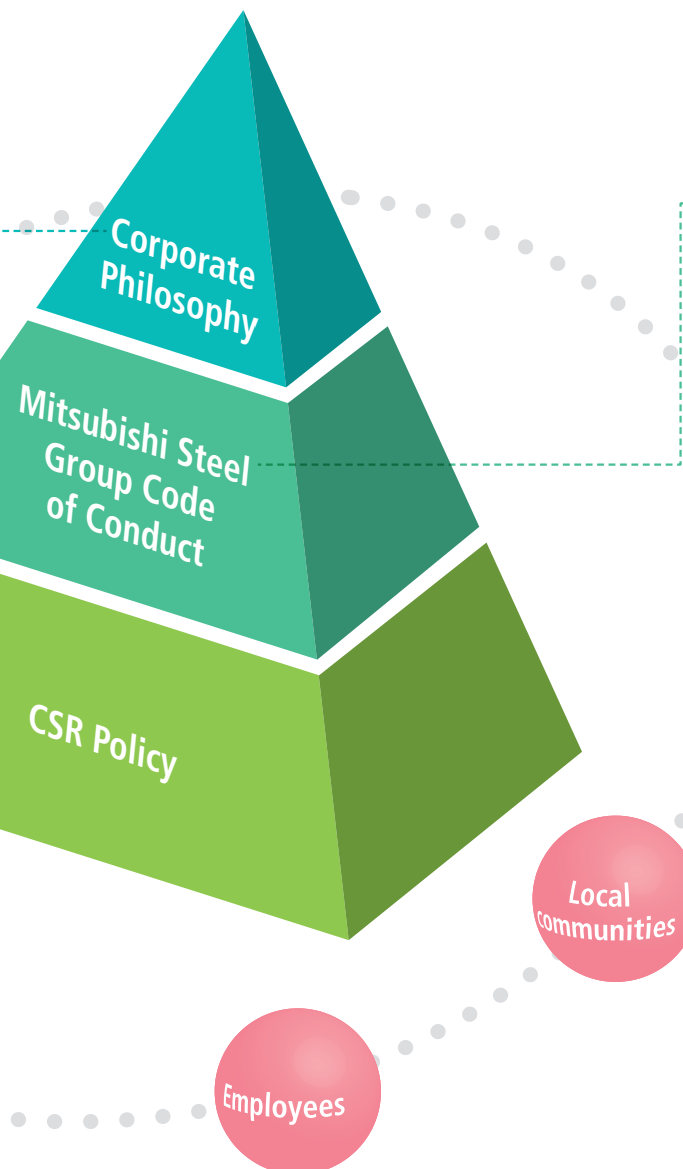 Corporate
Philosophy
Mitsubishi Steel
Group Code
of Conduct
CSR Policy
Local
communities
Employees